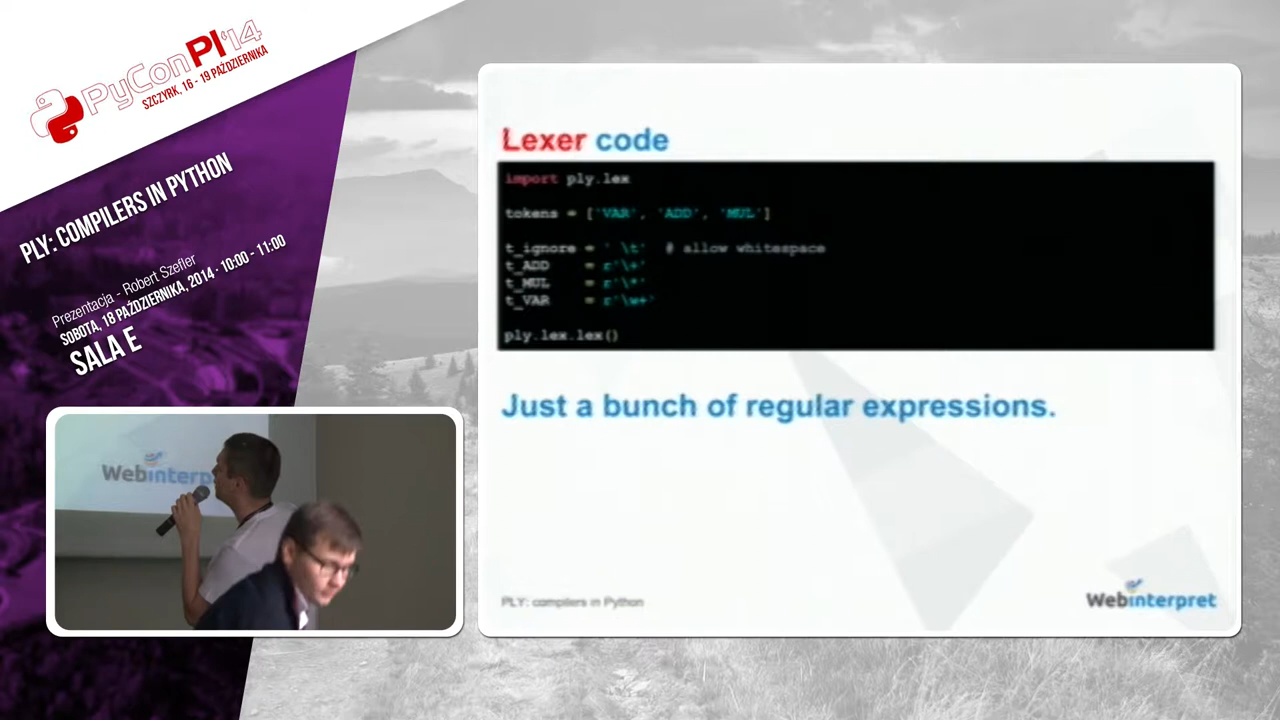 PyConPl'14
SZCZYRK, 16 - 19 PAŹDZIERNIKA
PLY: COMPILERS IN PYTHON
Prezentacja - Robert Szefler
SOBOTA, 18 PAŹDZIERNIKA, 2014 · 10:00 - 11:00
SALA E
Webinterp
Lexer code
import ply.lex
tokens = ['VAR', 'ADD', 'MUL']
t_ignore = ' \t'  # allow whitespace
t_ADD    = r'\+'
t_MUL    = r'\*'
t_VAR    = r'\w+'
ply.lex.lex()
Just a bunch of regular expressions.
PLY: compilers in Python
Webinterpret